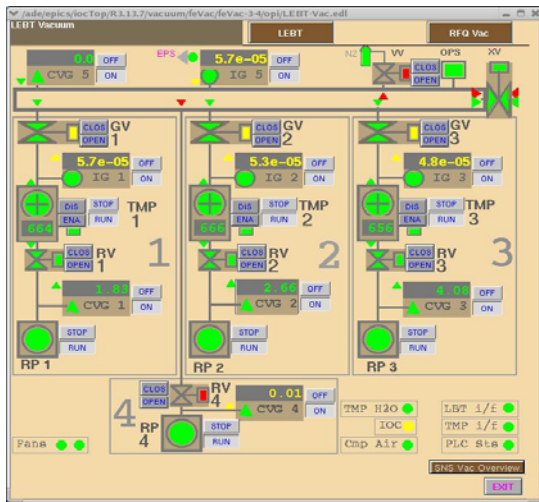 /ade/epics/iocTop/R3.13.7/vacuum/feVac/feVac-3-4/opi/LEBT-Vac.edl
LEBT Vacuum
LEBT
RFQ Vac
0.0 OFF
CVG 5 ON
EPS
5.7e-05 OFF
IG 5 ON
N2
VV
CLOS
OPEN
OPS
XV
CLOS
OPEN
GV
1
5.7e-05 OFF
IG 1 ON
DIS STOP
ENA RUN
TMP
1
664
CLOS
OPEN
RV
1
1.83 OFF
CVG 1 ON
STOP
RUN
RP 1
1
CLOS
OPEN
GV
2
5.3e-05 OFF
IG 2 ON
DIS STOP
ENA RUN
TMP
2
666
CLOS
OPEN
RV
2
2.66 OFF
CVG 2 ON
STOP
RUN
RP 2
2
CLOS
OPEN
GV
3
4.8e-05 OFF
IG 3 ON
DIS STOP
ENA RUN
TMP
3
656
CLOS
OPEN
RV
3
4.08 OFF
CVG 3 ON
STOP
RUN
RP 3
3
4
CLOS
OPEN
RV
4
0.01 OFF
CVG 4 ON
RP
4
STOP
RUN
Fans
TMP H2O
IOC
Cmp Air
LBT i/f
TMP i/f
PLC Sts
SNS Vac Overview
EXIT